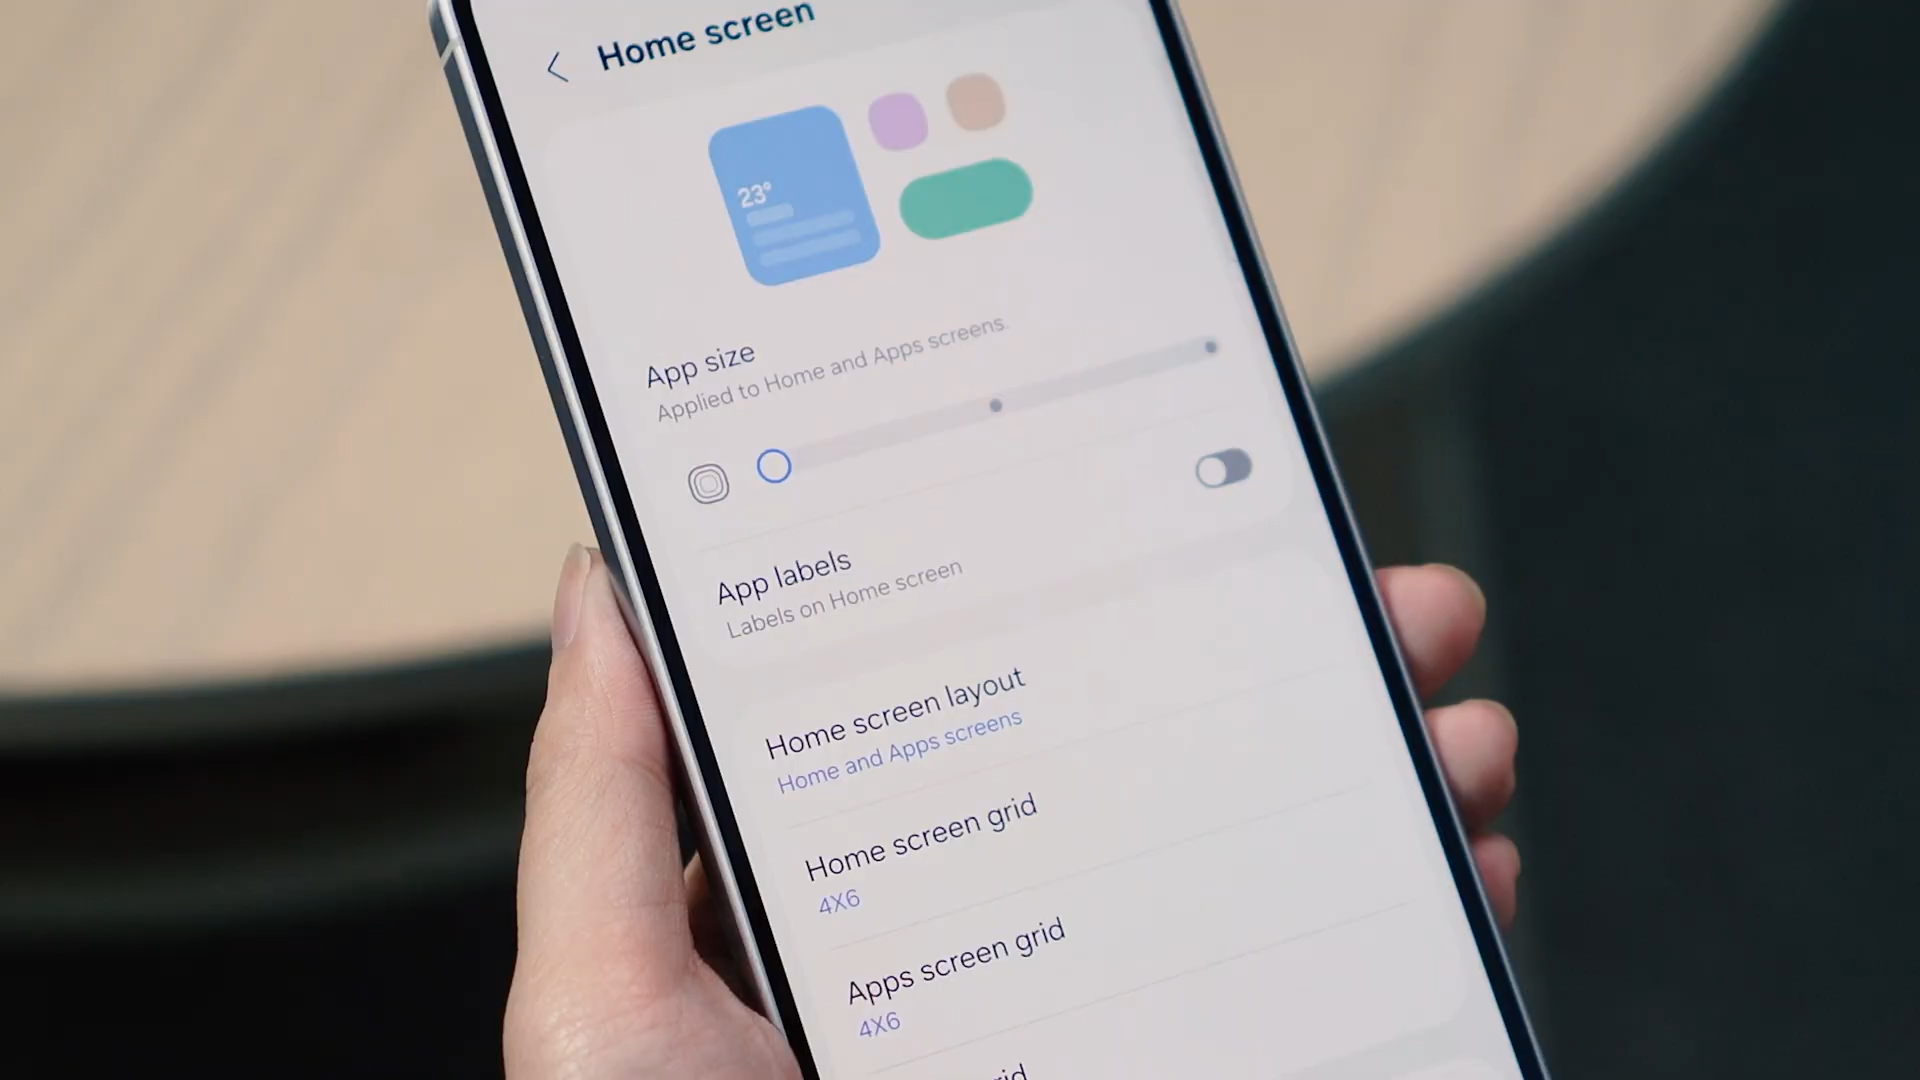 Home screen
23°
App size
Applied to Home and Apps screens.
App labels
Labels on Home screen
Home screen layout
Home and Apps screens
Home screen grid
4X6
Apps screen grid
4X6